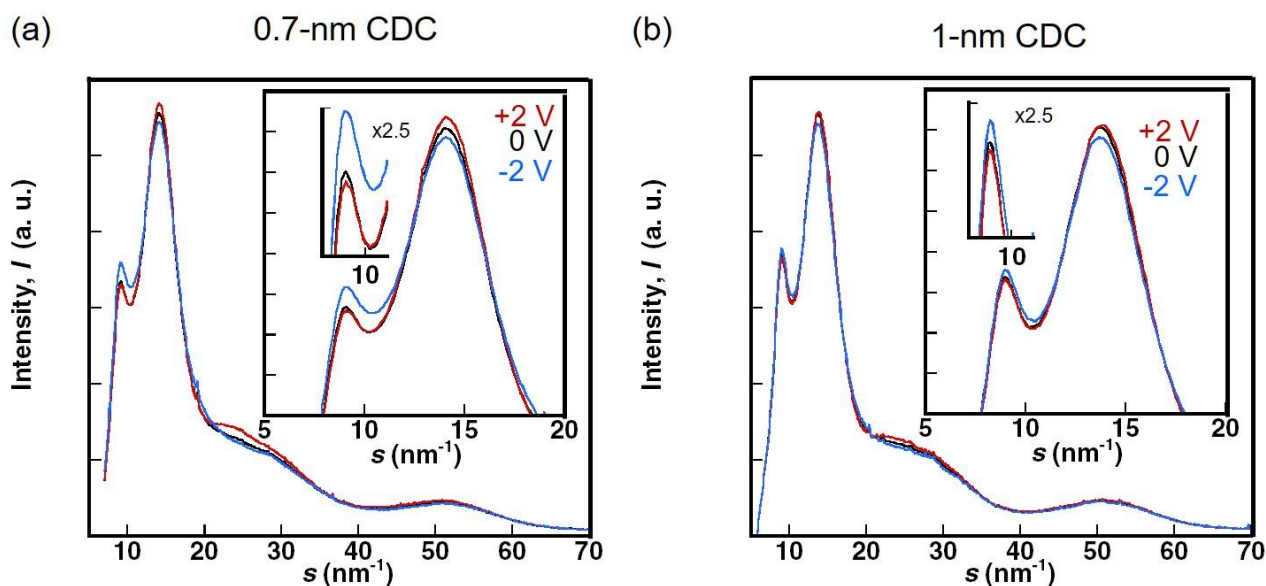 (a)
0.7-nm CDC
Intensity, I (a. u.)
x2.5
+2 V
0 V
-2 V
10
5 10 15 20
s (nm-1)
10 20 30 40 50 60 70
s (nm-1)
(b)
1-nm CDC
Intensity, I (a. u.)
x2.5
+2 V
0 V
-2 V
10
5 10 15 20
s (nm-1)
10 20 30 40 50 60 70
s (nm-1)